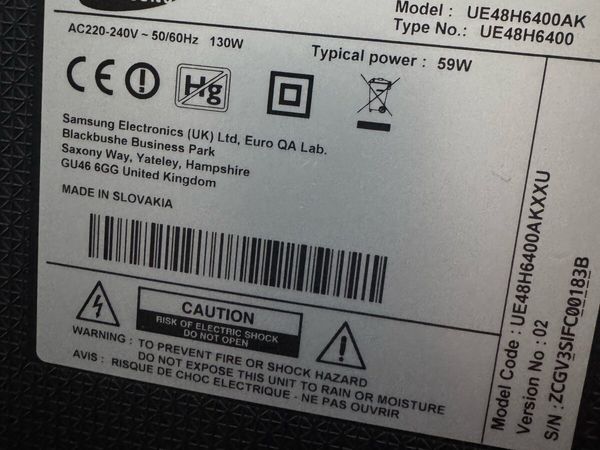 Model : UE48H6400AK
Type No.: UE48H6400
AC220-240V ~ 50/60Hz 130W
Typical power : 59W
CE
Hg
Samsung Electronics (UK) Ltd, Euro QA Lab.
Blackbushe Business Park
Saxony Way, Yateley, Hampshire
GU46 6GG United Kingdom
MADE IN SLOVAKIA
CAUTION
RISK OF ELECTRIC SHOCK
DO NOT OPEN
WARNING : TO PREVENT FIRE OR SHOCK HAZARD
DO NOT EXPOSE THIS UNIT TO RAIN OR MOISTURE
AVIS : RISQUE DE CHOC ELECTRIQUE - NE PAS OUVRIR
Model Code : UE48H6400AKXXU
Version No : 02
S/N : ZCGV3SIFC00183B